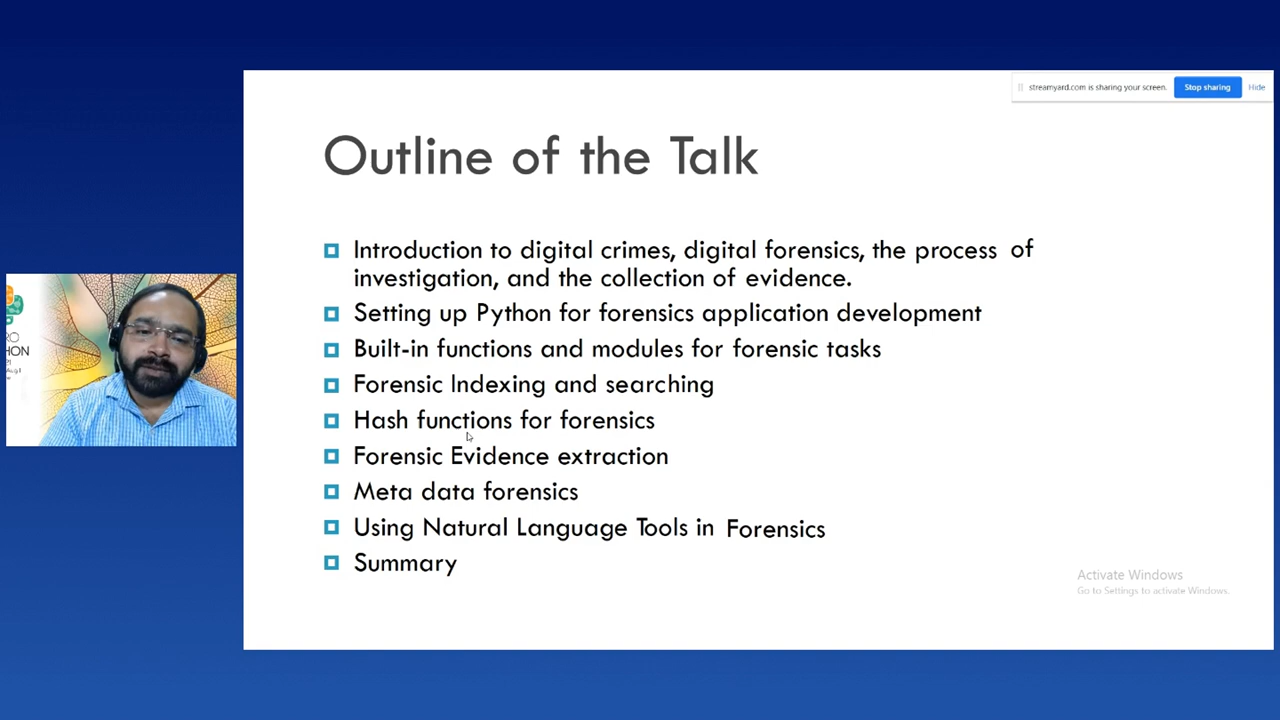 streamyard.com is sharing your screen.
Stop sharing
Hide
Outline of the Talk
Introduction to digital crimes, digital forensics, the process of
investigation, and the collection of evidence.
Setting up Python for forensics application development
Built-in functions and modules for forensic tasks
Forensic Indexing and searching
Hash functions for forensics
Forensic Evidence extraction
Meta data forensics
Using Natural Language Tools in Forensics
Summary
Activate Windows
Go to Settings to activate Windows.
RO
HON